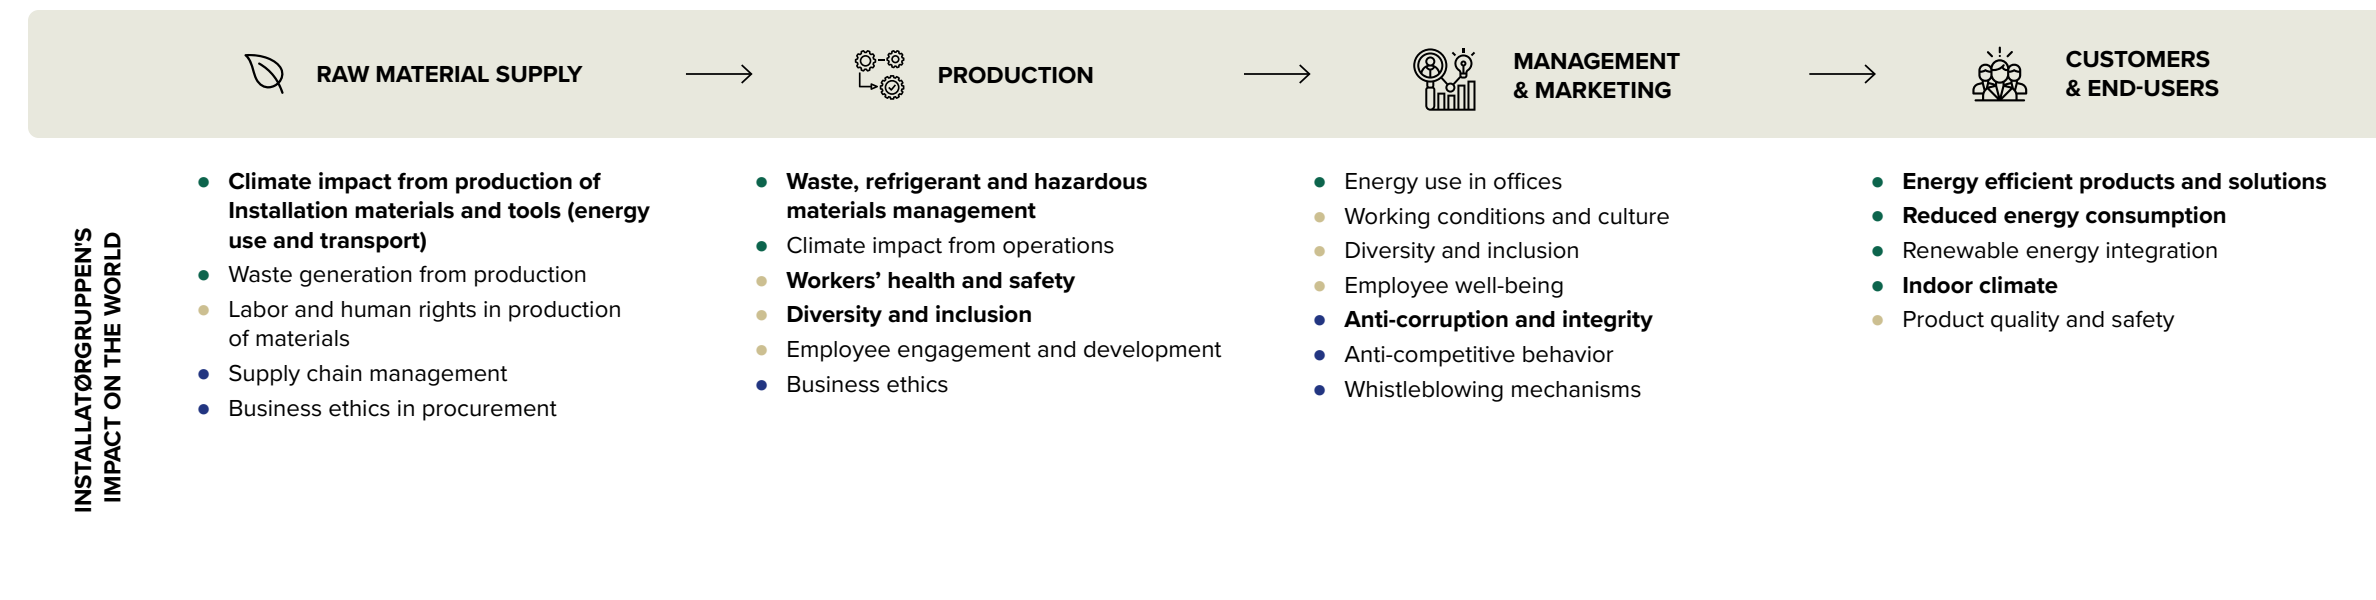 RAW MATERIAL SUPPLY
PRODUCTION
MANAGEMENT
& MARKETING
CUSTOMERS
& END-USERS
INSTALLATØRGRUPPEN'S
IMPACT ON THE WORLD
Climate impact from production of
Installation materials and tools (energy
use and transport)
Waste generation from production
Labor and human rights in production
of materials
Supply chain management
Business ethics in procurement
Waste, refrigerant and hazardous
materials management
Climate impact from operations
Workers’ health and safety
Diversity and inclusion
Employee engagement and development
Business ethics
Energy use in offices
Working conditions and culture
Diversity and inclusion
Employee well-being
Anti-corruption and integrity
Anti-competitive behavior
Whistleblowing mechanisms
Energy efficient products and solutions
Reduced energy consumption
Renewable energy integration
Indoor climate
Product quality and safety